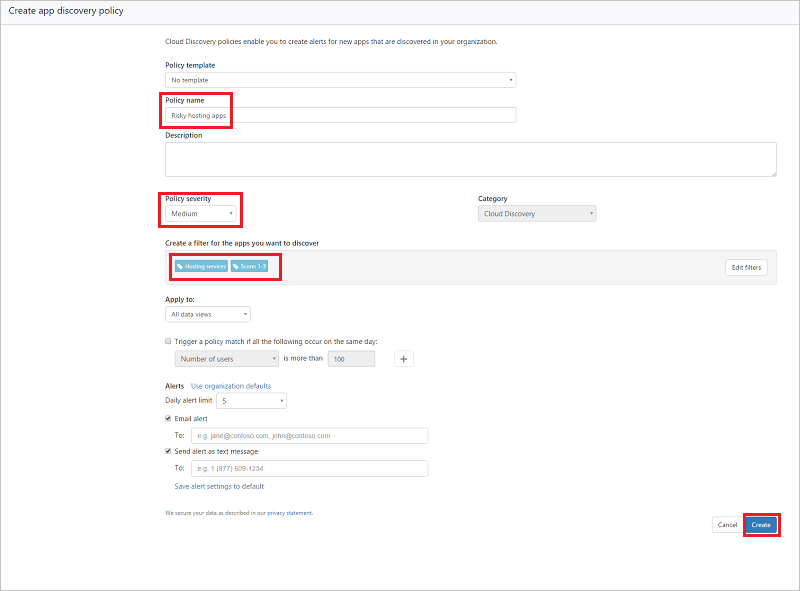 Create app discovery policy
Cloud Discovery policies enable you to create alerts for new apps that are discovered in your organization.
Policy template
No template
Policy name
Risky hosting apps
Description
Policy severity
Category
Medium
Cloud Discovery
Create a filter for the apps you want to discover
Hosting services
Score: 1-3
Edit filters
Apply to:
All data views
Trigger a policy match if all the following occur on the same day:
Number of users is more than 100 +
Alerts Use organization defaults
Daily alert limit 5
Email alert
To: e.g. jane@contoso.com, john@contoso.com
Send alert as text message
To: e.g. 1 (877) 609-1234
Save alert settings to default
We secure your data as described in our privacy statement.
Cancel Create